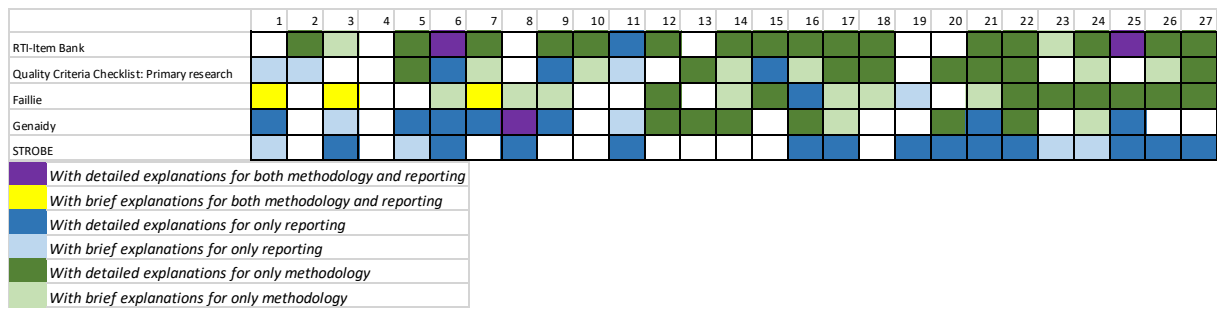 1 2 3 4 5 6 7 8 9 10 11 12 13 14 15 16 17 18 19 20 21 22 23 24 25 26 27
RTI-Item Bank
Quality Criteria Checklist: Primary research
Faillie
Genaidy
STROBE
With detailed explanations for both methodology and reporting
With brief explanations for both methodology and reporting
With detailed explanations for only reporting
With brief explanations for only reporting
With detailed explanations for only methodology
With brief explanations for only methodology